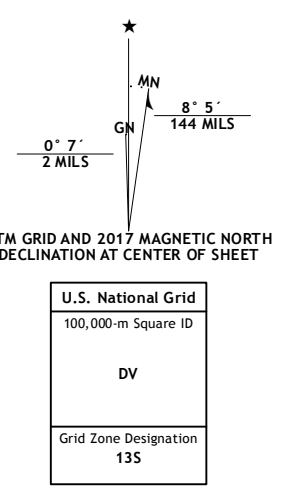 ★
MN
GN
8° 5´
144 MILS
0° 7´
2 MILS
TM GRID AND 2017 MAGNETIC NORTH
DECLINATION AT CENTER OF SHEET
U.S. National Grid
100,000-m Square ID
DV
Grid Zone Designation
13S